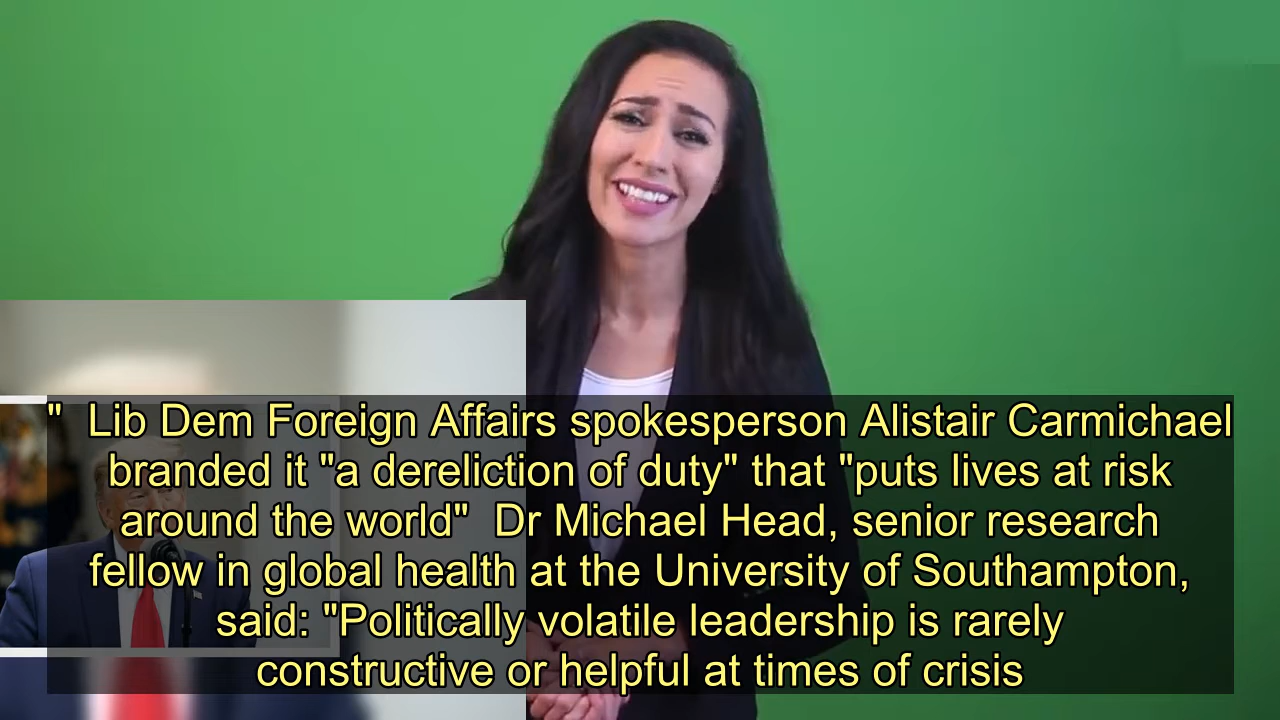 "  Lib Dem Foreign Affairs spokesperson Alistair Carmichael
branded it "a dereliction of duty" that "puts lives at risk
around the world"  Dr Michael Head, senior research
fellow in global health at the University of Southampton,
said: "Politically volatile leadership is rarely
constructive or helpful at times of crisis